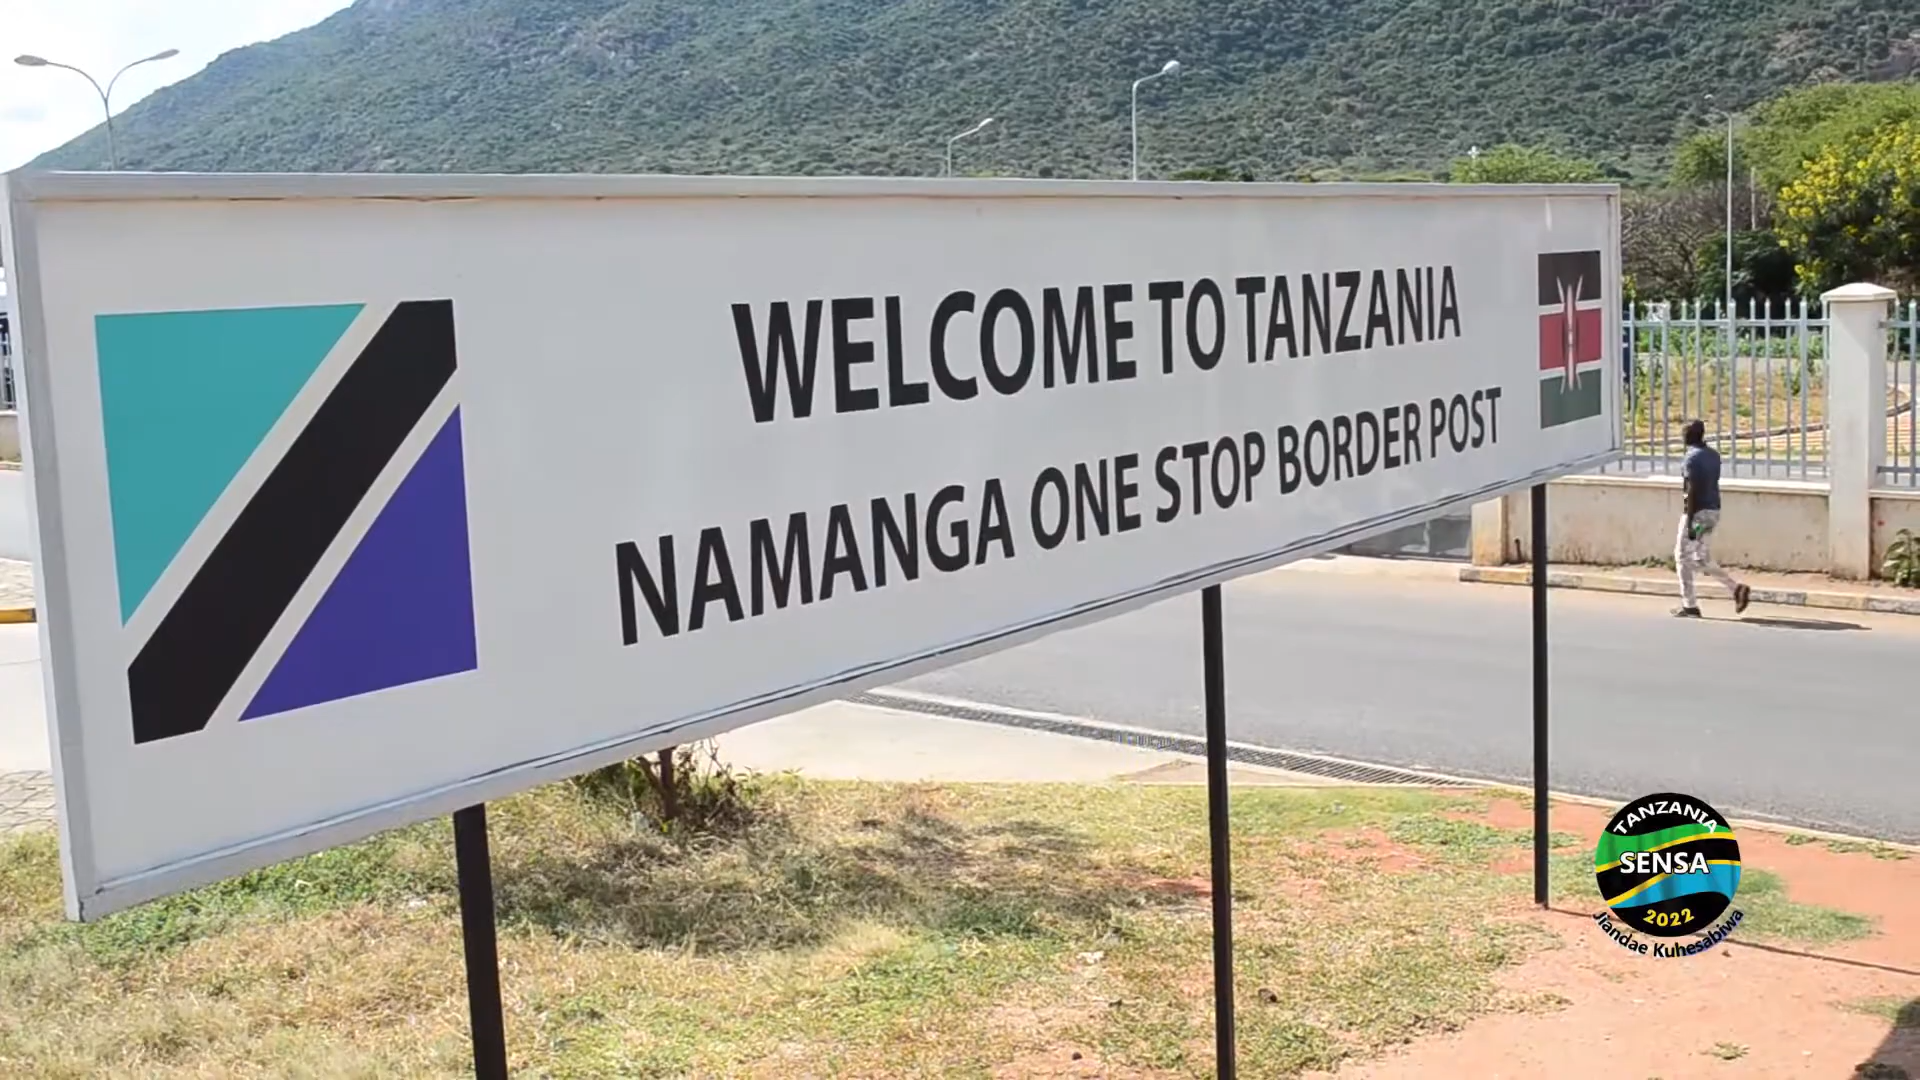 WELCOME TO TANZANIA
NAMANGA ONE STOP BORDER POST
TANZANIA
SENSA
2022
Jiandae Kuhesabiwa